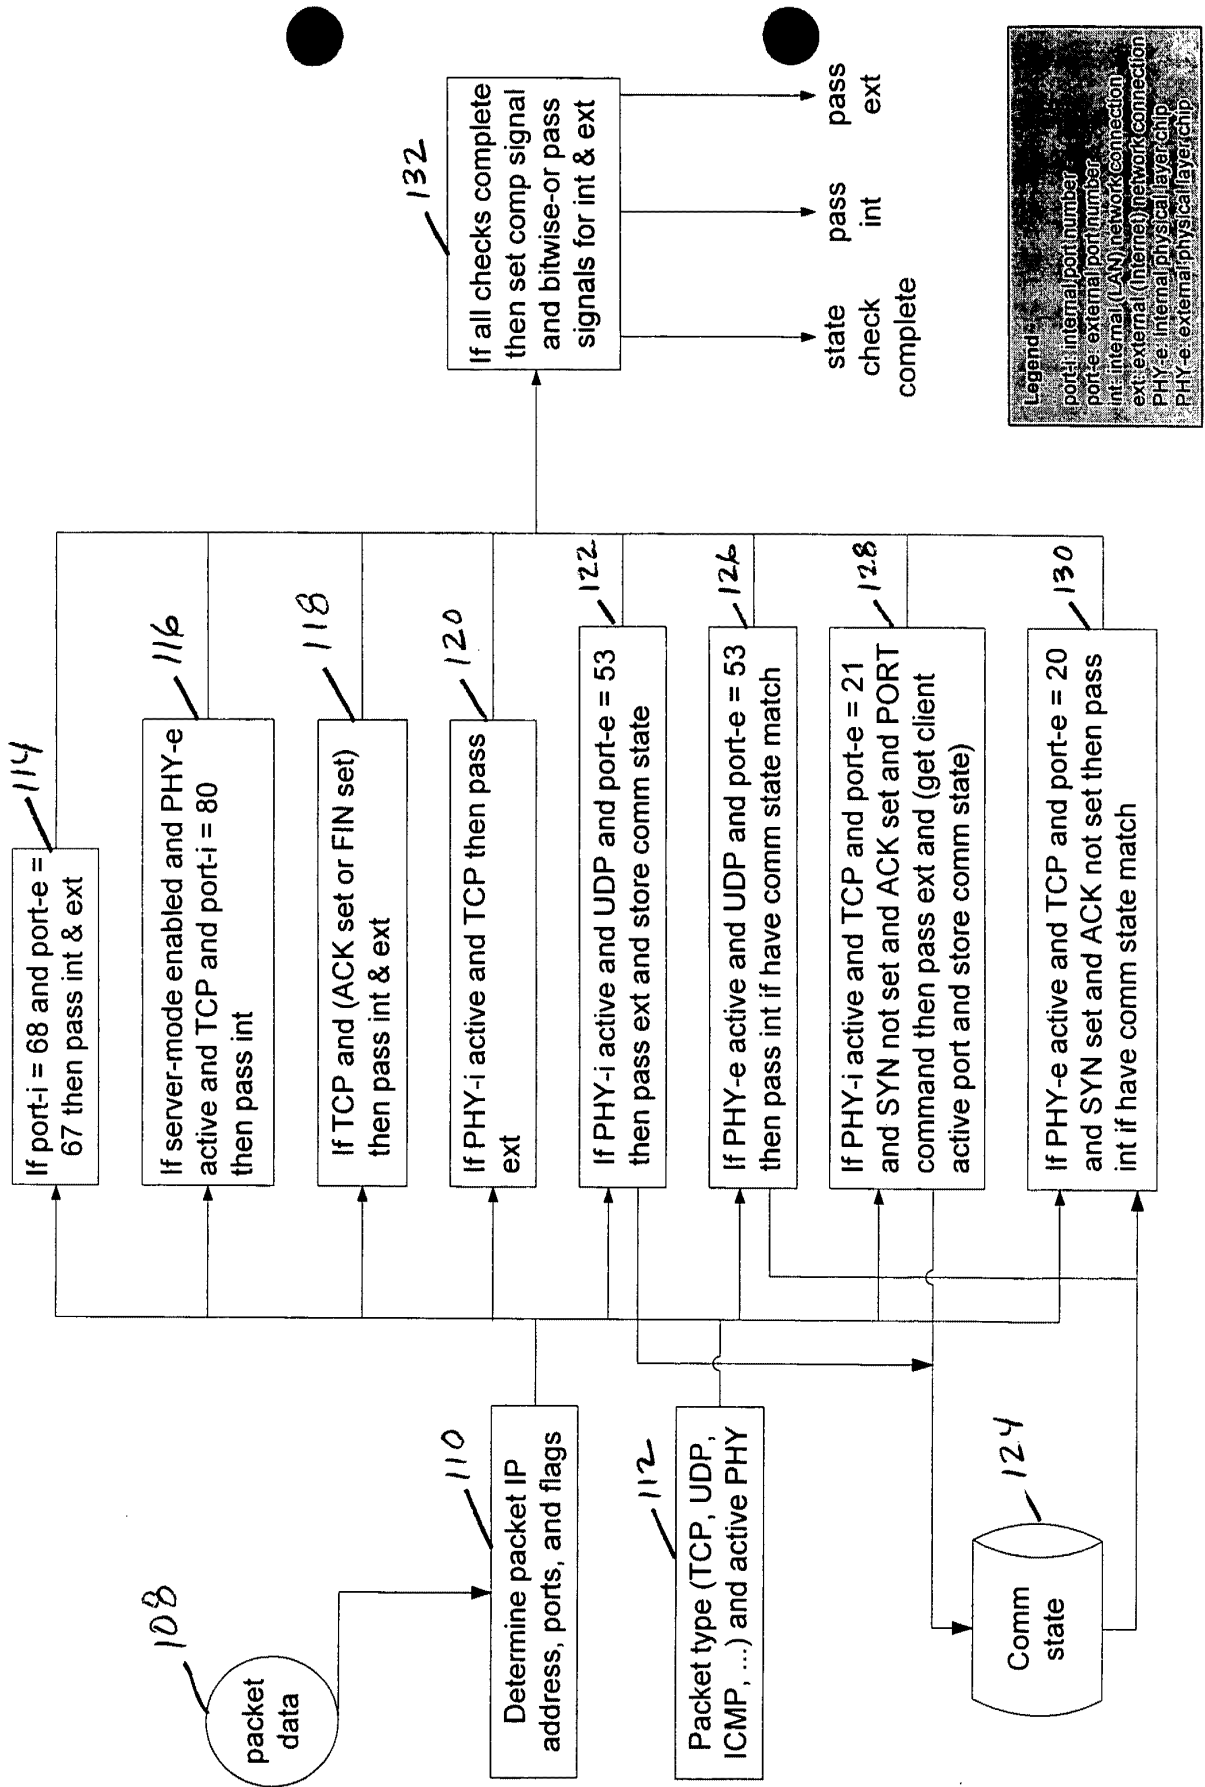 108
packet
data
110
Determine packet IP
address, ports, and flags
112
Packet type (TCP, UDP,
ICMP, ...) and active PHY
124
Comm
state
114
If port-i = 68 and port-e =
67 then pass int & ext
116
If server-mode enabled and PHY-e
active and TCP and port-i = 80
then pass int
118
If TCP and (ACK set or FIN set)
then pass int & ext
120
If PHY-i active and TCP then pass
ext
122
If PHY-i active and UDP and port-e = 53
then pass ext and store comm state
126
If PHY-e active and UDP and port-e = 53
then pass int if have comm state match
128
If PHY-i active and TCP and port-e = 21
and SYN not set and ACK set and PORT
command then pass ext and (get client
active port and store comm state)
130
If PHY-e active and TCP and port-e = 20
and SYN set and ACK not set then pass
int if have comm state match
132
If all checks complete
then set comp signal
and bitwise-or pass
signals for int & ext
state
check
complete
pass
int
pass
ext
Legend
port-i: internal port number
port-e: external port number
int: internal (LAN) network connection
ext: external (Internet) network connection
PHY-e: internal physical layer chip
PHY-e: external physical layer chip